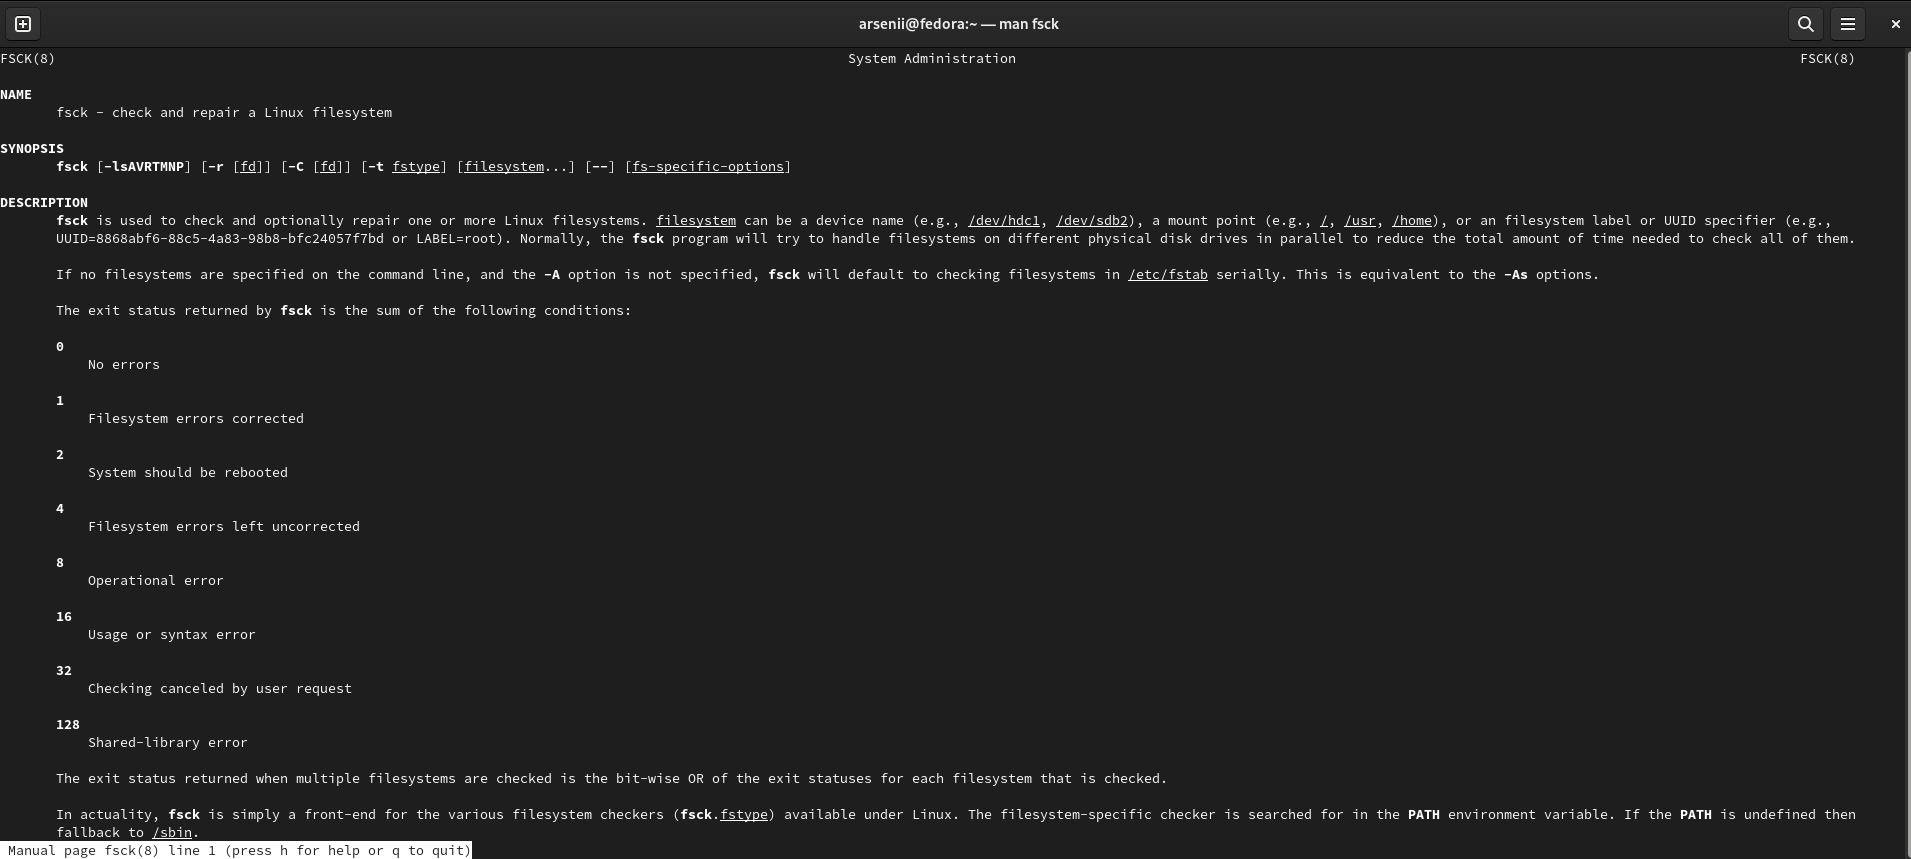 arsenii@fedora:~ — man fsck
FSCK(8) System Administration FSCK(8)
NAME
fsck - check and repair a Linux filesystem
SYNOPSIS
fsck [-lsAVRTMNP] [-r [fd]] [-C [fd]] [-t fstype] [filesystem...] [--] [fs-specific-options]
DESCRIPTION
fsck is used to check and optionally repair one or more Linux filesystems. filesystem can be a device name (e.g., /dev/hdc1, /dev/sdb2), a mount point (e.g., /, /usr, /home), or an filesystem label or UUID specifier (e.g.,
UUID=8868abf6-88c5-4a83-98b8-bfc24057f7bd or LABEL=root). Normally, the fsck program will try to handle filesystems on different physical disk drives in parallel to reduce the total amount of time needed to check all of them.
If no filesystems are specified on the command line, and the -A option is not specified, fsck will default to checking filesystems in /etc/fstab serially. This is equivalent to the -As options.
The exit status returned by fsck is the sum of the following conditions:
0
No errors
1
Filesystem errors corrected
2
System should be rebooted
4
Filesystem errors left uncorrected
8
Operational error
16
Usage or syntax error
32
Checking canceled by user request
128
Shared-library error
The exit status returned when multiple filesystems are checked is the bit-wise OR of the exit statuses for each filesystem that is checked.
In actuality, fsck is simply a front-end for the various filesystem checkers (fsck.fstype) available under Linux. The filesystem-specific checker is searched for in the PATH environment variable. If the PATH is undefined then
fallback to /sbin.
Manual page fsck(8) line 1 (press h for help or q to quit)